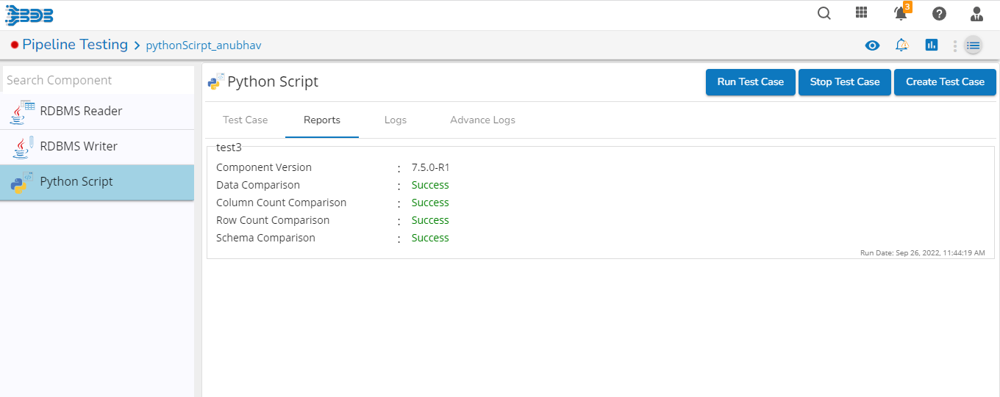 BDB
3
Pipeline Testing > pythonScirpt_anubhav
Search Component
RDBMS Reader
RDBMS Writer
Python Script
Python Script
Run Test Case
Stop Test Case
Create Test Case
Test Case Reports Logs Advance Logs
test3
Component Version : 7.5.0-R1
Data Comparison : Success
Column Count Comparison : Success
Row Count Comparison : Success
Schema Comparison : Success
Run Date: Sep 26, 2022, 11:44:19 AM